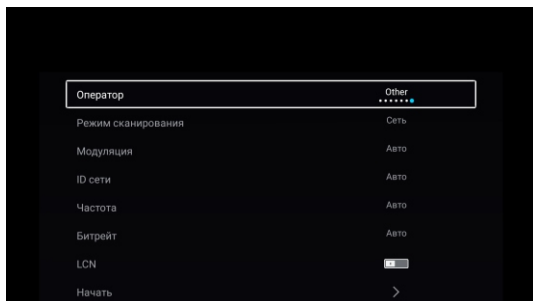 Оператор Other
Режим сканирования Сеть
Модуляция Авто
ID сети Авто
Частота Авто
Битрейт Авто
LCN
Начать